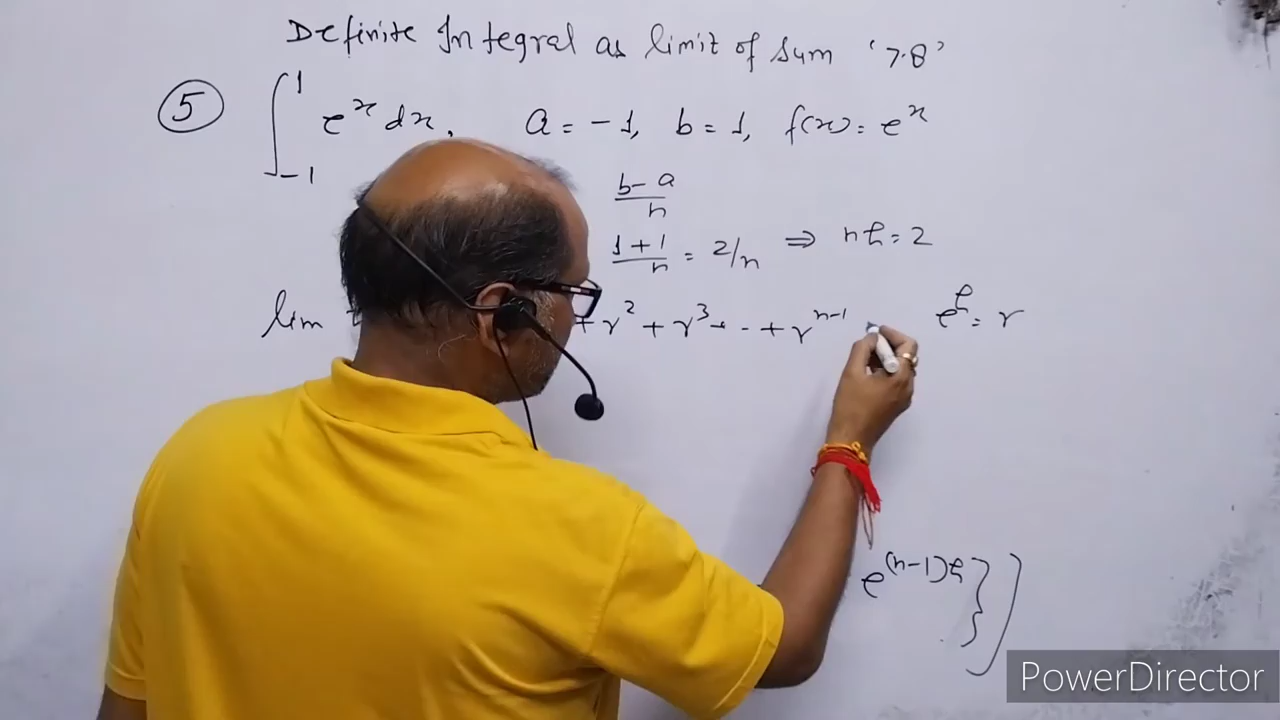 Definite Integral as limit of sum '7.8'
⑤ ∫₋₁¹ eˣ dx, a = -1, b = 1, f(x) = eˣ
b-a/n
1+1/n = 2/n ⇒ nh = 2
lim + r² + r³ + - - + rⁿ⁻¹ eʰ = r
e⁽ⁿ⁻¹⁾ʰ } ]
PowerDirector